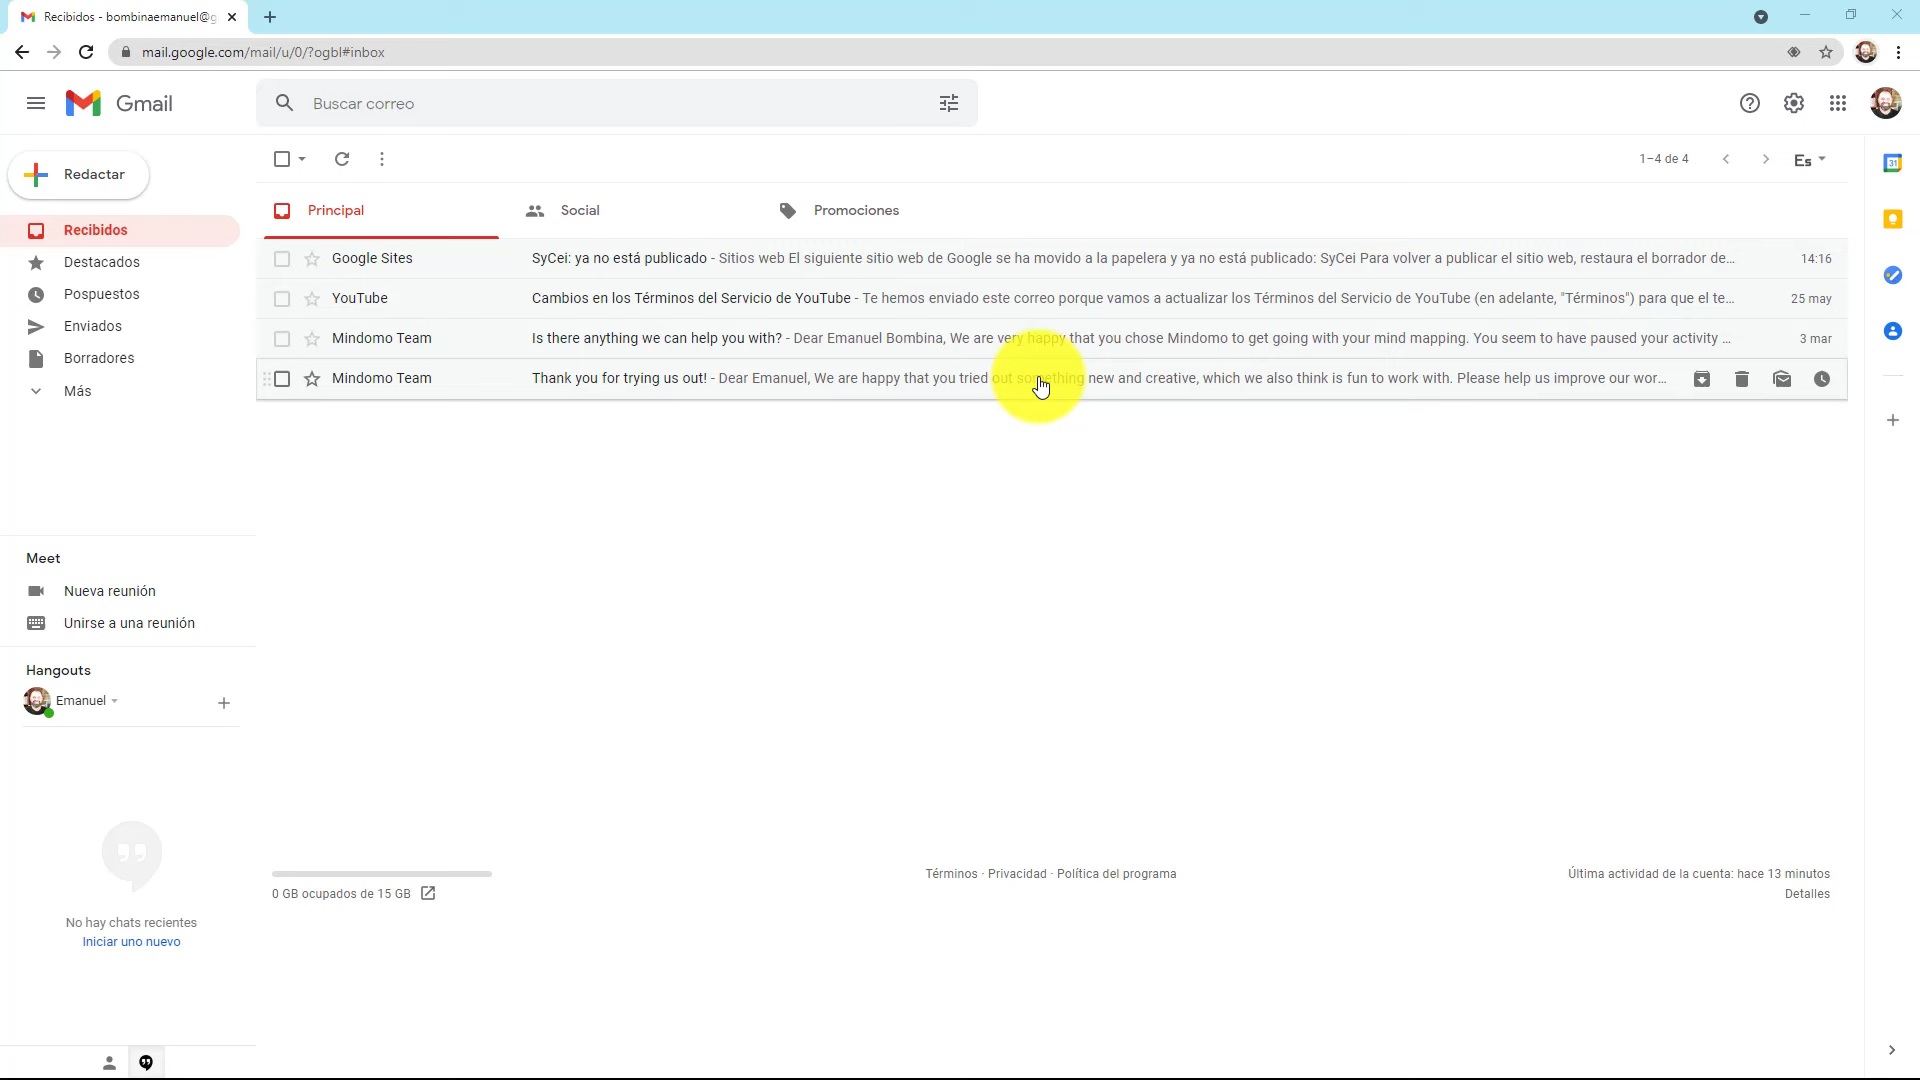 Recibidos - bombinaemanuel@g
mail.google.com/mail/u/0/?ogbl#inbox
Gmail
Buscar correo
Redactar
1–4 de 4
Es
Principal
Social
Promociones
Recibidos
Destacados
Pospuestos
Enviados
Borradores
Más
Google Sites SyCei: ya no está publicado - Sitios web El siguiente sitio web de Google se ha movido a la papelera y ya no está publicado: SyCei Para volver a publicar el sitio web, restaura el borrador de... 14:16
YouTube Cambios en los Términos del Servicio de YouTube - Te hemos enviado este correo porque vamos a actualizar los Términos del Servicio de YouTube (en adelante, "Términos") para que el te... 25 may
Mindomo Team Is there anything we can help you with? - Dear Emanuel Bombina, We are very happy that you chose Mindomo to get going with your mind mapping. You seem to have paused your activity ... 3 mar
Mindomo Team Thank you for trying us out! - Dear Emanuel, We are happy that you tried out something new and creative, which we also think is fun to work with. Please help us improve our wor...
31
Meet
Nueva reunión
Unirse a una reunión
Hangouts
Emanuel
No hay chats recientes
Iniciar uno nuevo
0 GB ocupados de 15 GB
Términos · Privacidad · Política del programa
Última actividad de la cuenta: hace 13 minutos
Detalles